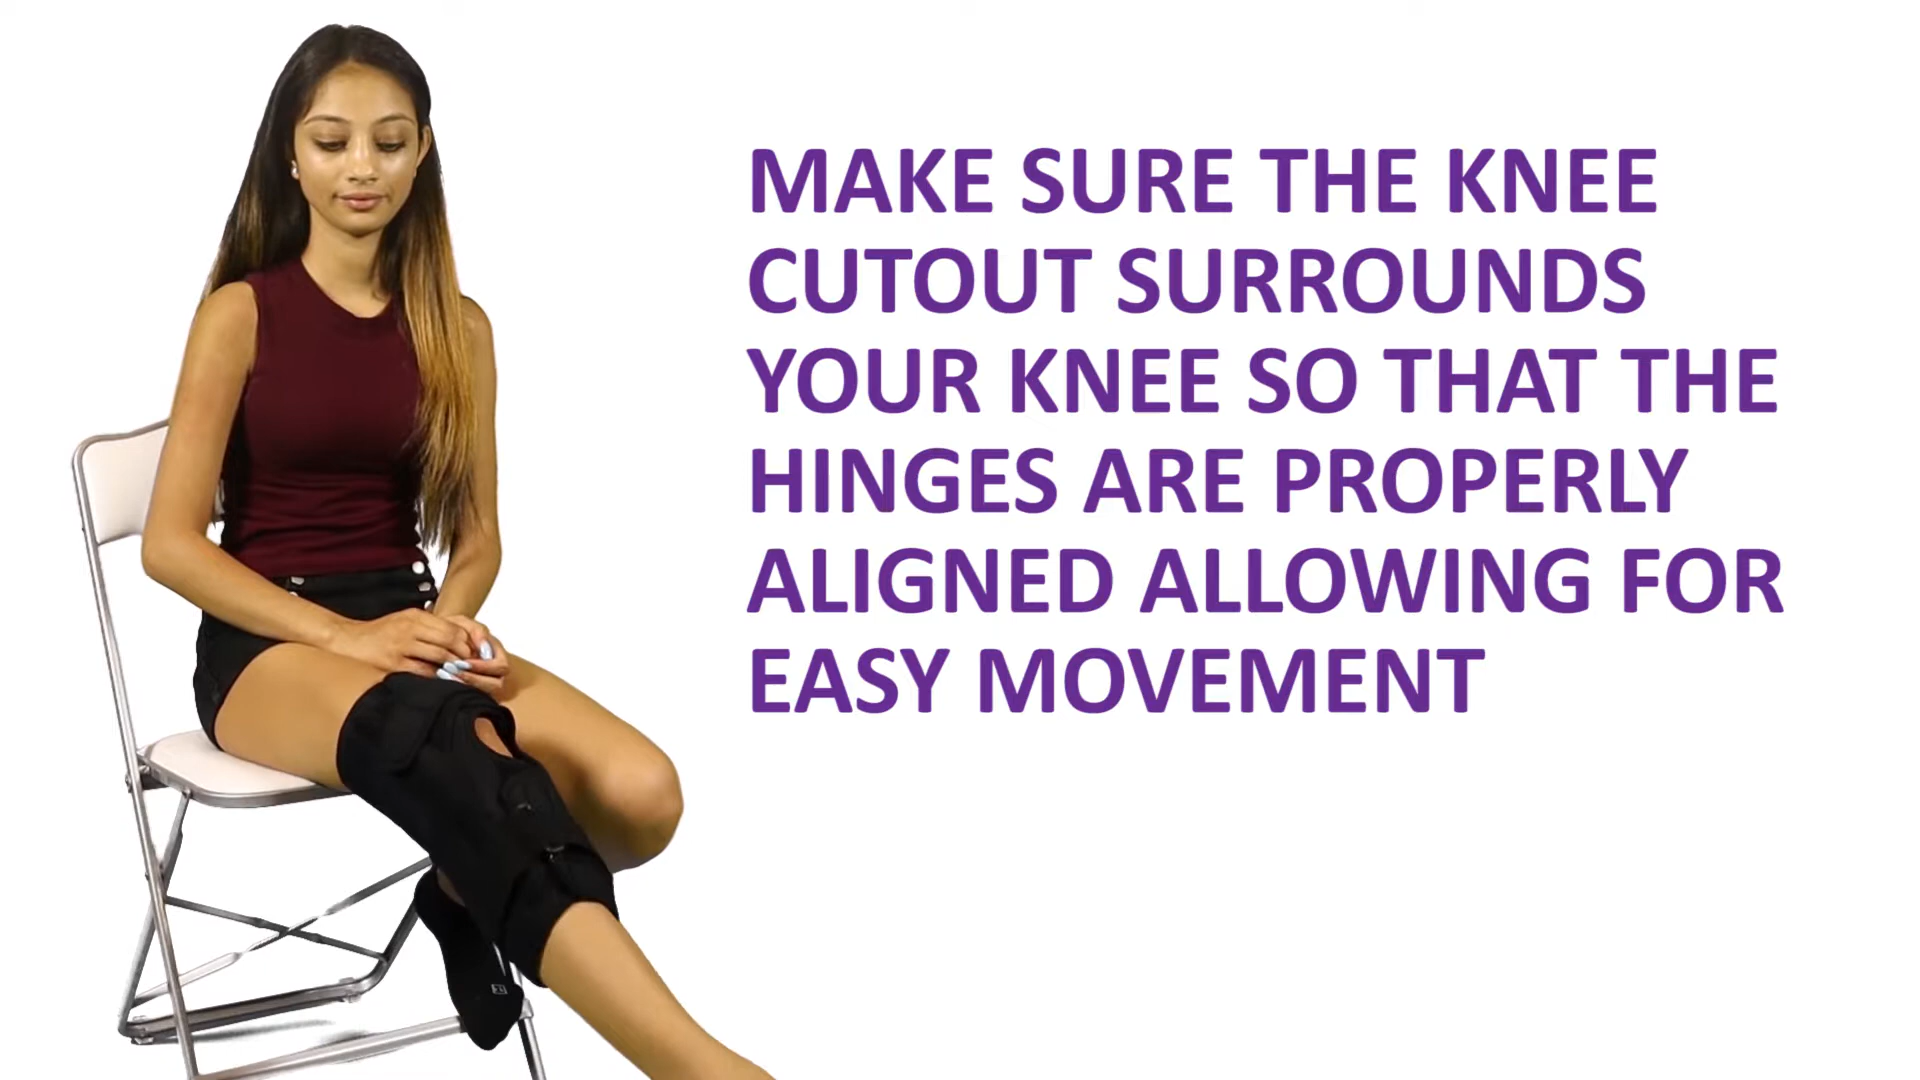 MAKE SURE THE KNEE
CUTOUT SURROUNDS
YOUR KNEE SO THAT THE
HINGES ARE PROPERLY
ALIGNED ALLOWING FOR
EASY MOVEMENT